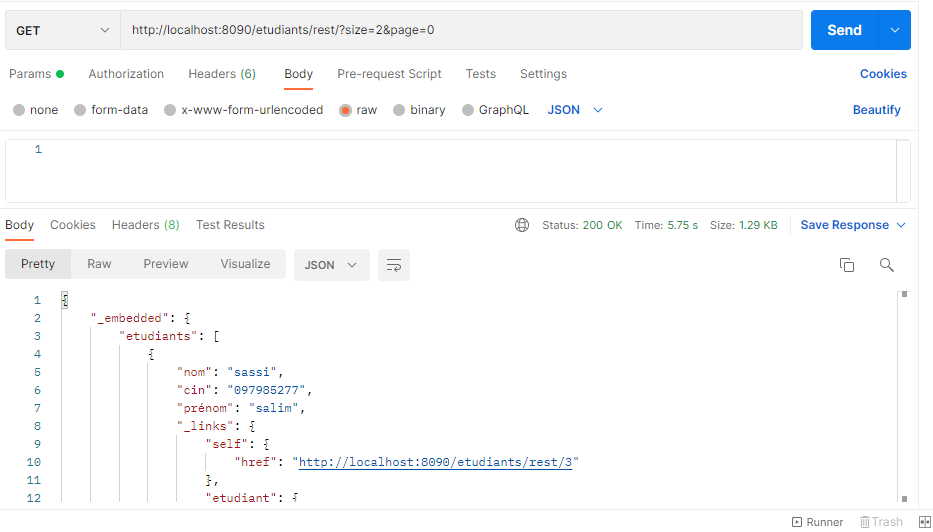 GET http://localhost:8090/etudiants/rest/?size=2&page=0 Send
Params Authorization Headers (6) Body Pre-request Script Tests Settings Cookies
none form-data x-www-form-urlencoded raw binary GraphQL JSON Beautify
1
Body Cookies Headers (8) Test Results Status: 200 OK Time: 5.75 s Size: 1.29 KB Save Response
Pretty Raw Preview Visualize JSON
1 {
2 "_embedded": {
3 "etudiants": [
4 {
5 "nom": "sassi",
6 "cin": "097985277",
7 "prénom": "salim",
8 "_links": {
9 "self": {
10 "href": "http://localhost:8090/etudiants/rest/3"
11 },
12 "etudiant": {
Runner Trash